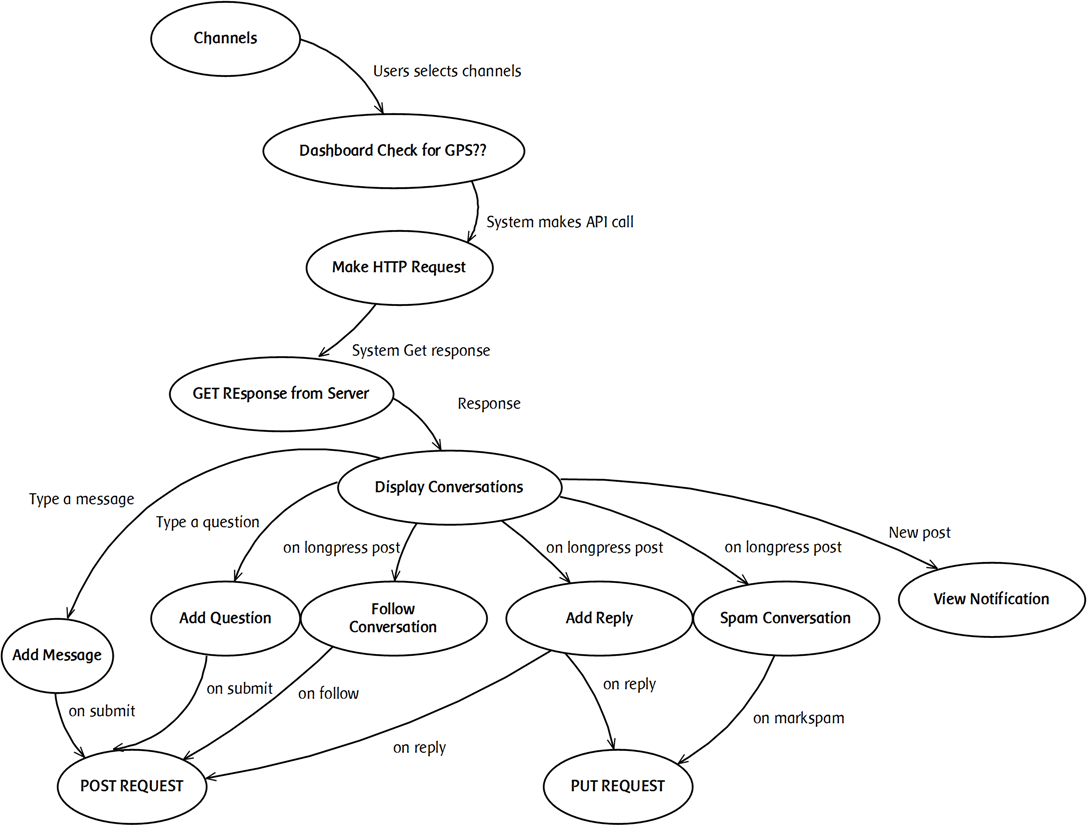 Channels
Users selects channels
Dashboard Check for GPS??
System makes API call
Make HTTP Request
System Get response
GET REsponse from Server
Response
Display Conversations
Type a message
Type a question
on longpress post
on longpress post
on longpress post
New post
Add Message
Add Question
Follow
Conversation
Add Reply
Spam Conversation
View Notification
on submit
on submit
on follow
on reply
on reply
on markspam
POST REQUEST
PUT REQUEST